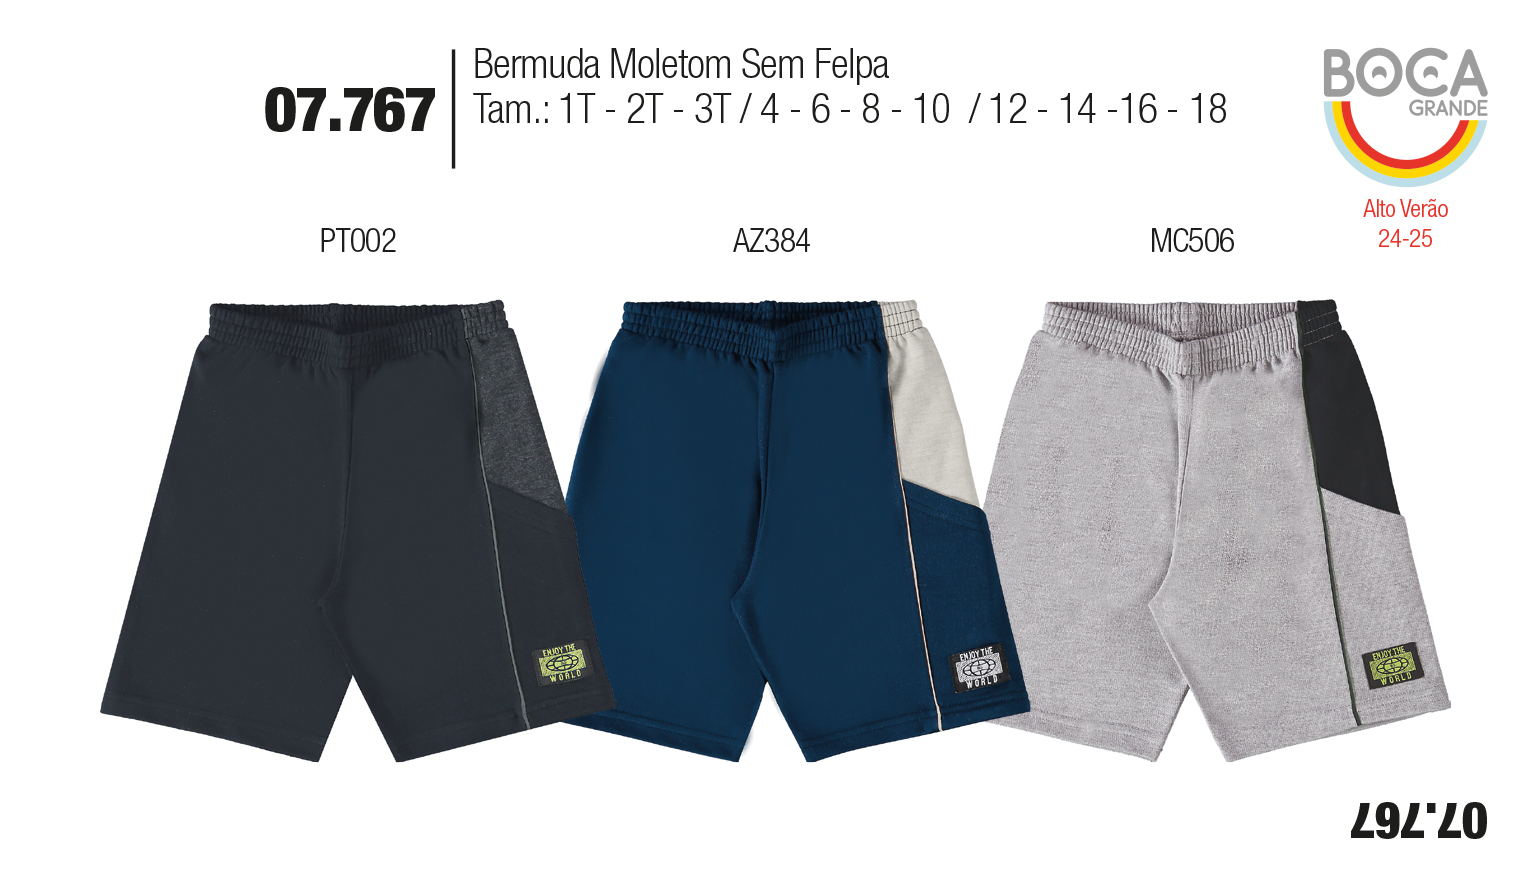 07.767
Bermuda Moletom Sem Felpa
Tam.: 1T - 2T - 3T / 4 - 6 - 8 - 10 / 12 - 14 -16 - 18
BOCA
GRANDE
Alto Verão
24-25
PT002
AZ384
MC506
ENJOY THE
WORLD
ENJOY THE
WORLD
ENJOY THE
WORLD
07.767